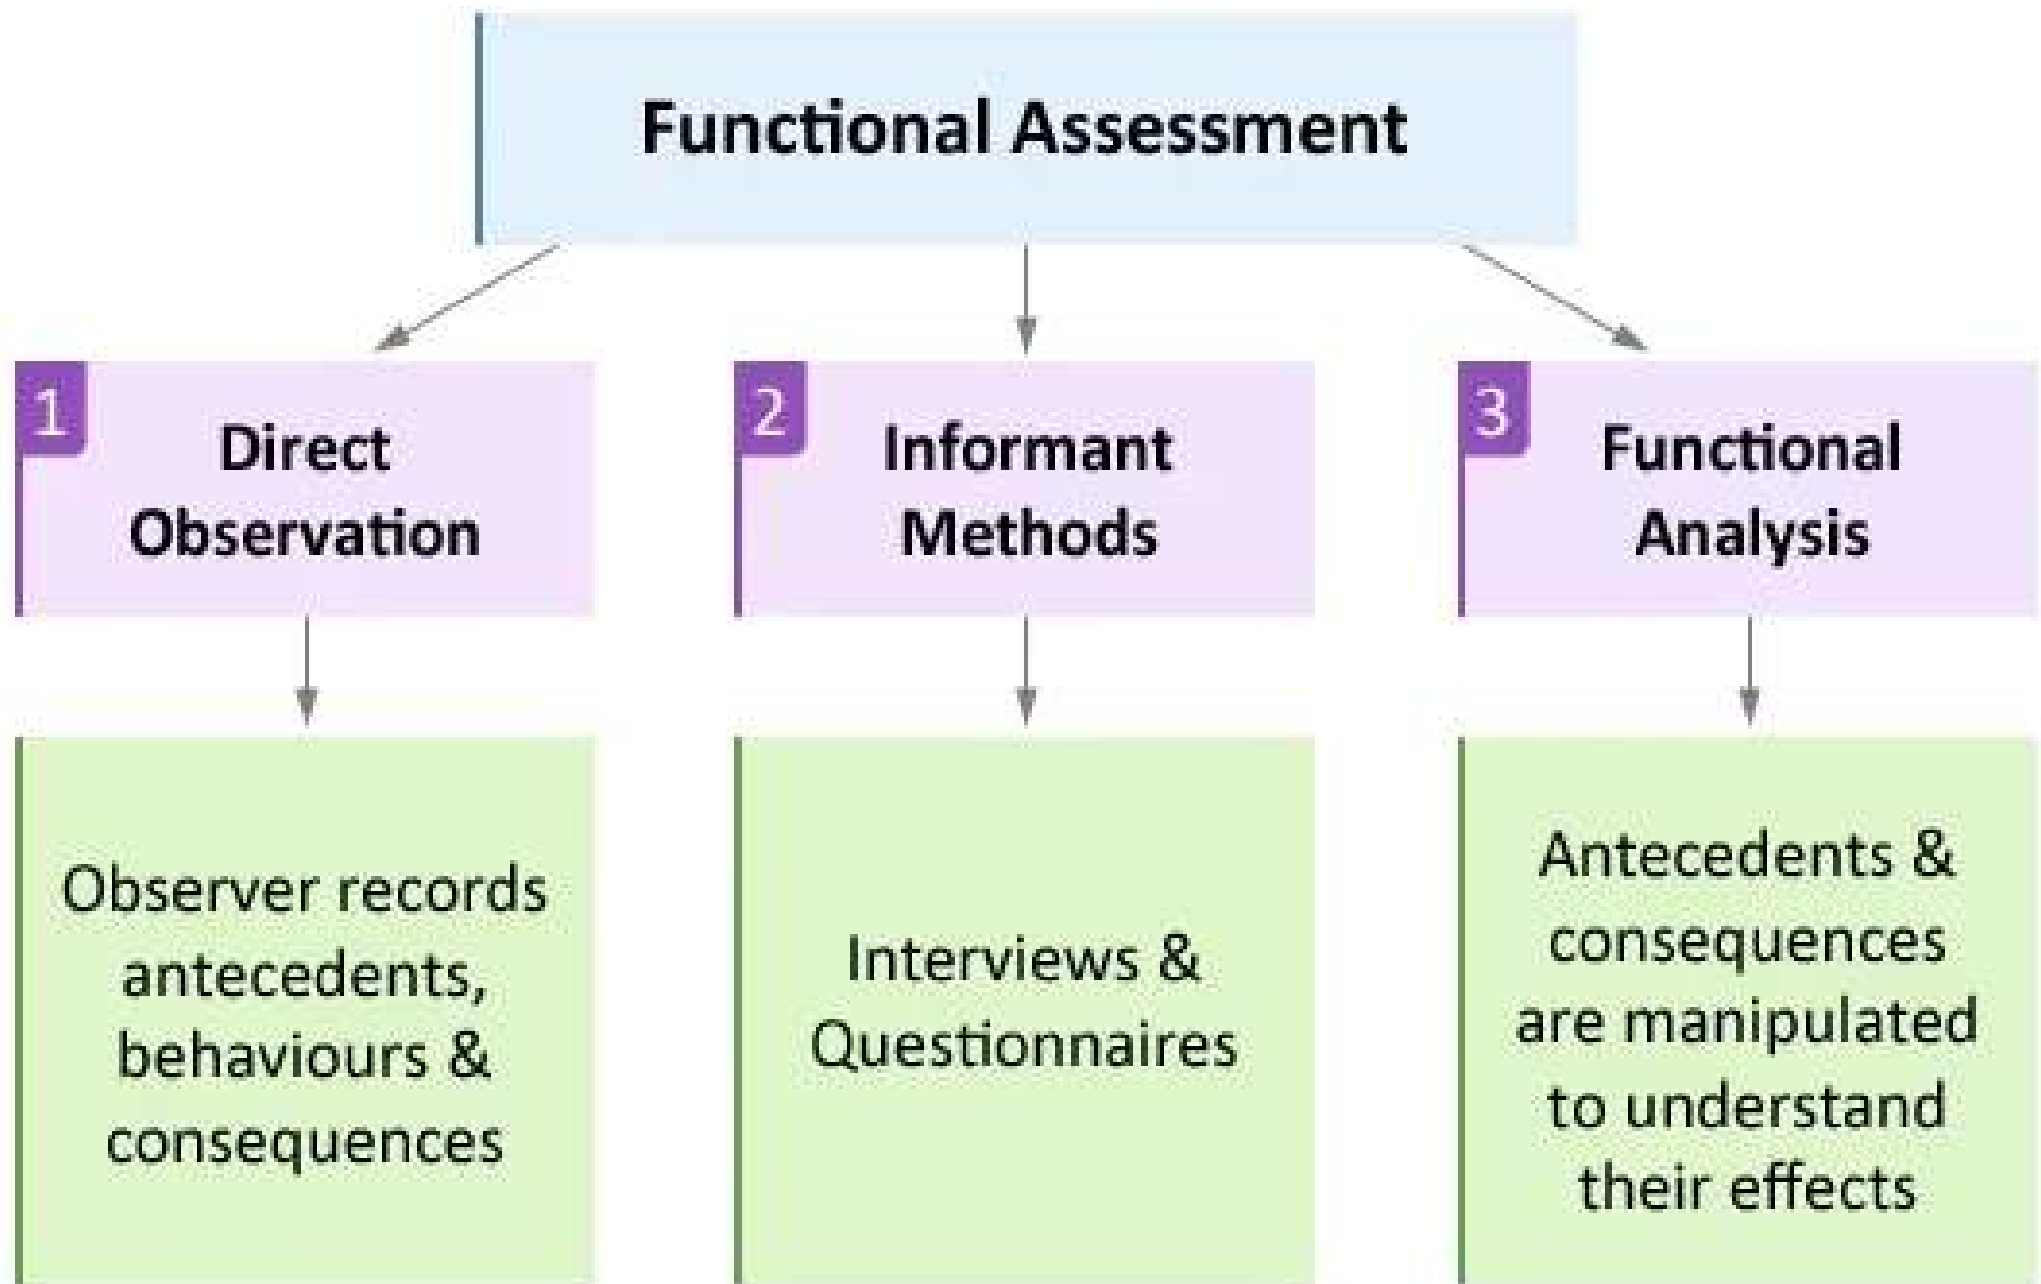 Functional Assessment
1
Direct
Observation
2
Informant
Methods
3
Functional
Analysis
Observer records
antecedents,
behaviours &
consequences
Interviews &
Questionnaires
Antecedents &
consequences
are manipulated
to understand
their effects